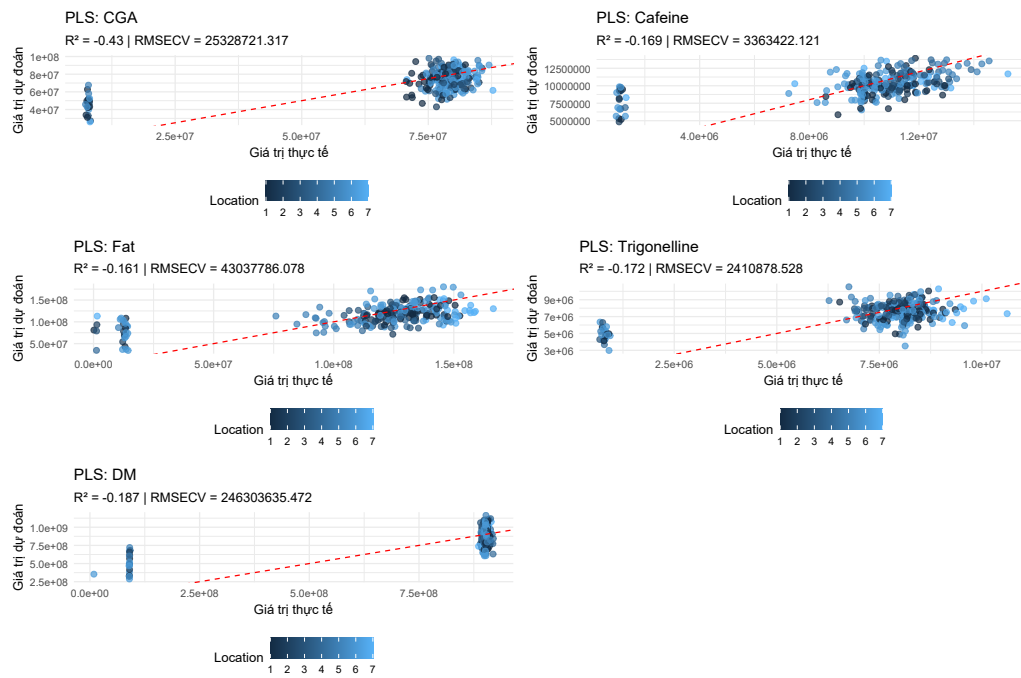 PLS: CGA
R² = -0.43 | RMSECV = 25328721.317
Giá trị dự đoán
1e+08
8e+07
6e+07
4e+07
2.5e+07 5.0e+07 7.5e+07
Giá trị thực tế
Location
1 2 3 4 5 6 7
PLS: Cafeine
R² = -0.169 | RMSECV = 3363422.121
Giá trị dự đoán
12500000
10000000
7500000
5000000
4.0e+06 8.0e+06 1.2e+07
Giá trị thực tế
Location
1 2 3 4 5 6 7
PLS: Fat
R² = -0.161 | RMSECV = 43037786.078
Giá trị dự đoán
1.5e+08
1.0e+08
5.0e+07
0.0e+00 5.0e+07 1.0e+08 1.5e+08
Giá trị thực tế
Location
1 2 3 4 5 6 7
PLS: Trigonelline
R² = -0.172 | RMSECV = 2410878.528
Giá trị dự đoán
9e+06
7e+06
5e+06
3e+06
2.5e+06 5.0e+06 7.5e+06 1.0e+07
Giá trị thực tế
Location
1 2 3 4 5 6 7
PLS: DM
R² = -0.187 | RMSECV = 246303635.472
Giá trị dự đoán
1.0e+09
7.5e+08
5.0e+08
2.5e+08
0.0e+00 2.5e+08 5.0e+08 7.5e+08
Giá trị thực tế
Location
1 2 3 4 5 6 7